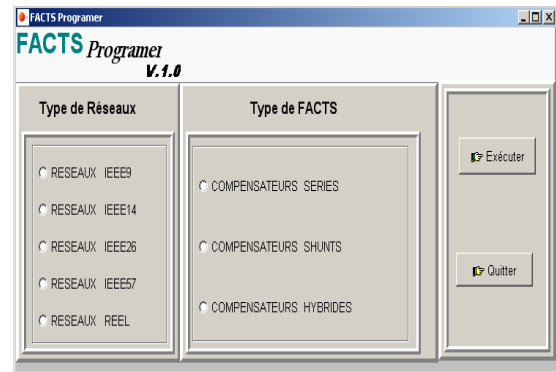 FACTS Programer
FACTS Programer
V.1.0
Type de Réseaux
RESEAUX IEEE9
RESEAUX IEEE14
RESEAUX IEEE26
RESEAUX IEEE57
RESEAUX REEL
Type de FACTS
COMPENSATEURS SERIES
COMPENSATEURS SHUNTS
COMPENSATEURS HYBRIDES
Exécuter
Quitter